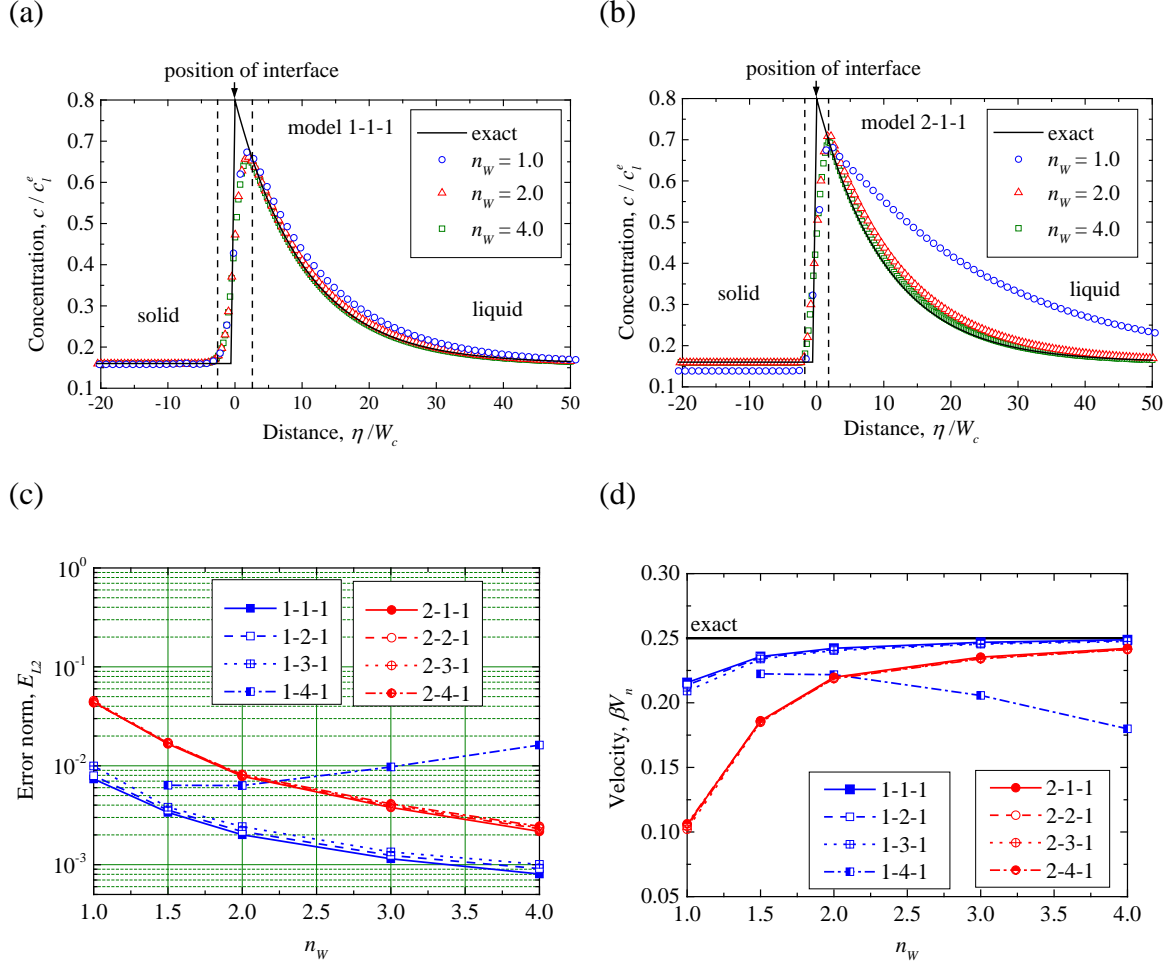 (a)
position of interface
model 1-1-1
exact
n_W = 1.0
n_W = 2.0
n_W = 4.0
solid
liquid
Concentration, c / c_l^e
0.8
0.7
0.6
0.5
0.4
0.3
0.2
0.1
-20 -10 0 10 20 30 40 50
Distance, η /W_c
(b)
position of interface
model 2-1-1
exact
n_W = 1.0
n_W = 2.0
n_W = 4.0
solid
liquid
Concentration, c / c_l^e
0.8
0.7
0.6
0.5
0.4
0.3
0.2
0.1
-20 -10 0 10 20 30 40 50
Distance, η /W_c
(c)
Error norm, E_L2
10^0
10^-1
10^-2
10^-3
1-1-1
1-2-1
1-3-1
1-4-1
2-1-1
2-2-1
2-3-1
2-4-1
1.0 1.5 2.0 2.5 3.0 3.5 4.0
n_W
(d)
Velocity, βV_n
0.30
0.25
0.20
0.15
0.10
0.05
exact
1-1-1
1-2-1
1-3-1
1-4-1
2-1-1
2-2-1
2-3-1
2-4-1
1.0 1.5 2.0 2.5 3.0 3.5 4.0
n_W